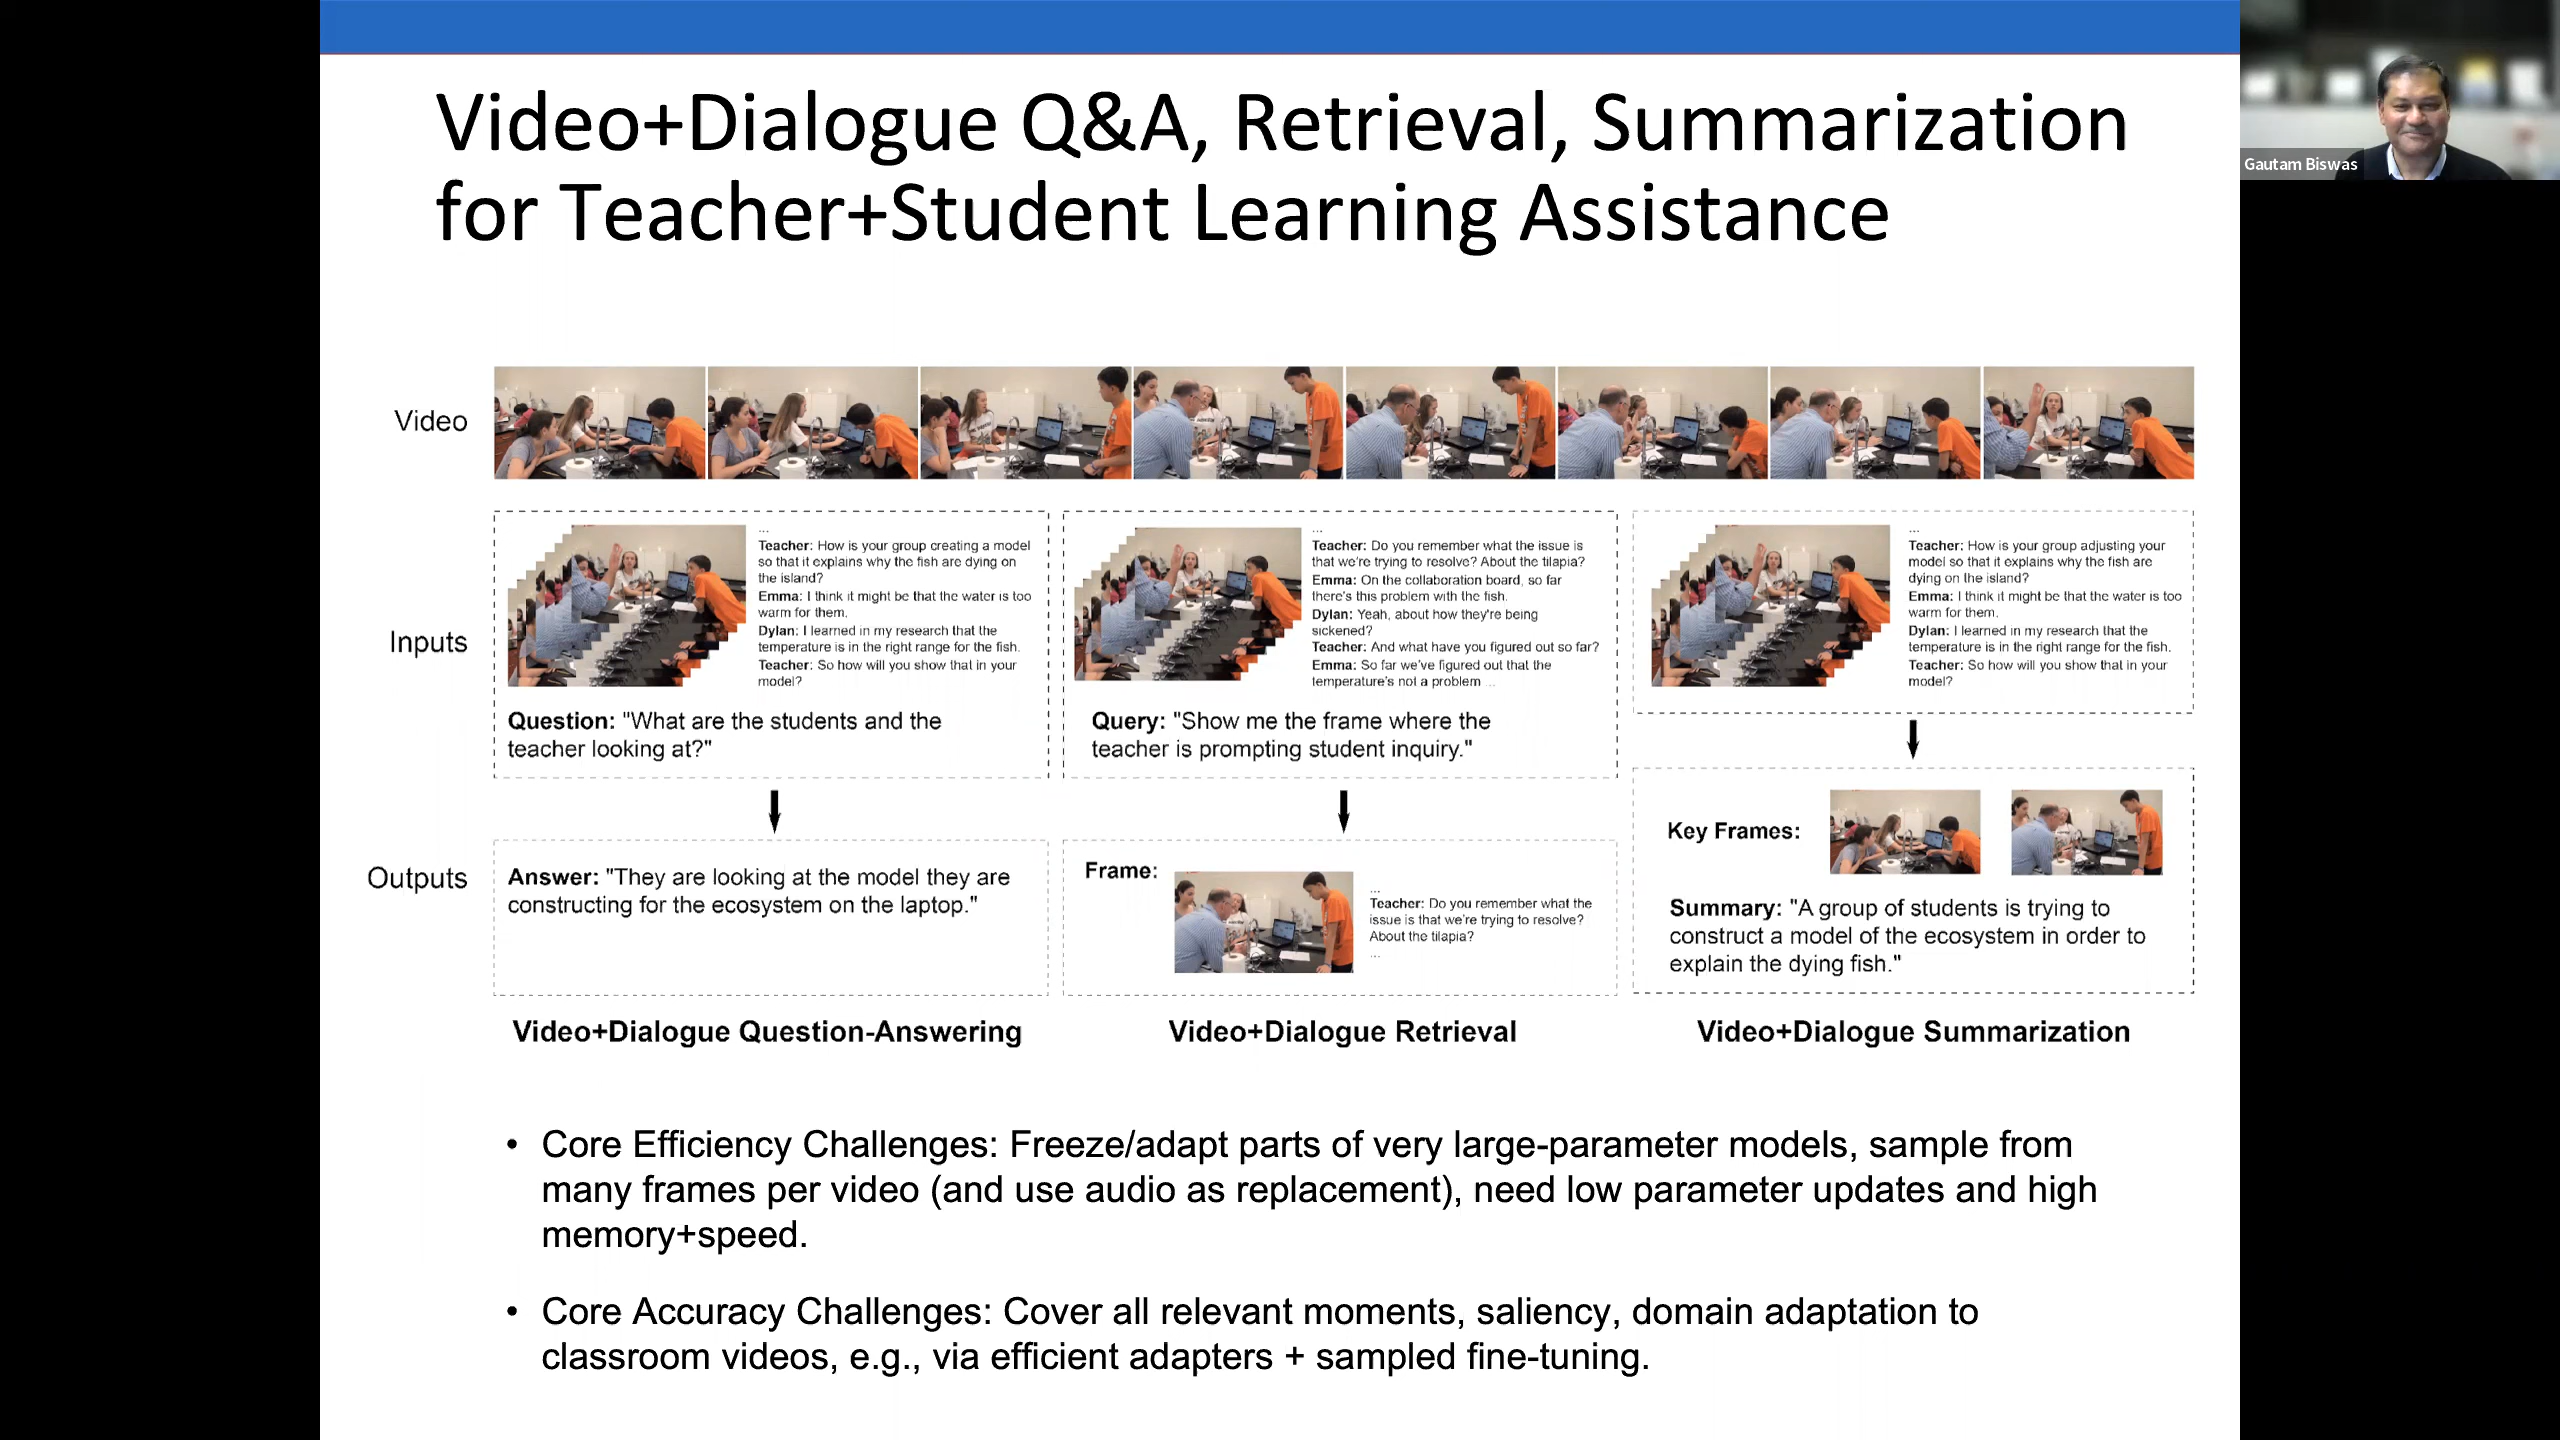 Video+Dialogue Q&A, Retrieval, Summarization
for Teacher+Student Learning Assistance
Gautam Biswas
Video
Inputs
...
Teacher: How is your group creating a model
so that it explains why the fish are dying on
the island?
Emma: I think it might be that the water is too
warm for them.
Dylan: I learned in my research that the
temperature is in the right range for the fish.
Teacher: So how will you show that in your
model?
Question: "What are the students and the
teacher looking at?"
...
Teacher: Do you remember what the issue is
that we're trying to resolve? About the tilapia?
Emma: On the collaboration board, so far
there's this problem with the fish.
Dylan: Yeah, about how they're being
sickened?
Teacher: And what have you figured out so far?
Emma: So far we've figured out that the
temperature's not a problem ...
Query: "Show me the frame where the
teacher is prompting student inquiry."
...
Teacher: How is your group adjusting your
model so that it explains why the fish are
dying on the island?
Emma: I think it might be that the water is too
warm for them.
Dylan: I learned in my research that the
temperature is in the right range for the fish.
Teacher: So how will you show that in your
model?
Outputs
Answer: "They are looking at the model they are
constructing for the ecosystem on the laptop."
Frame:
...
Teacher: Do you remember what the
issue is that we're trying to resolve?
About the tilapia?
...
Key Frames:
Summary: "A group of students is trying to
construct a model of the ecosystem in order to
explain the dying fish."
Video+Dialogue Question-Answering
Video+Dialogue Retrieval
Video+Dialogue Summarization
• Core Efficiency Challenges: Freeze/adapt parts of very large-parameter models, sample from
many frames per video (and use audio as replacement), need low parameter updates and high
memory+speed.
• Core Accuracy Challenges: Cover all relevant moments, saliency, domain adaptation to
classroom videos, e.g., via efficient adapters + sampled fine-tuning.